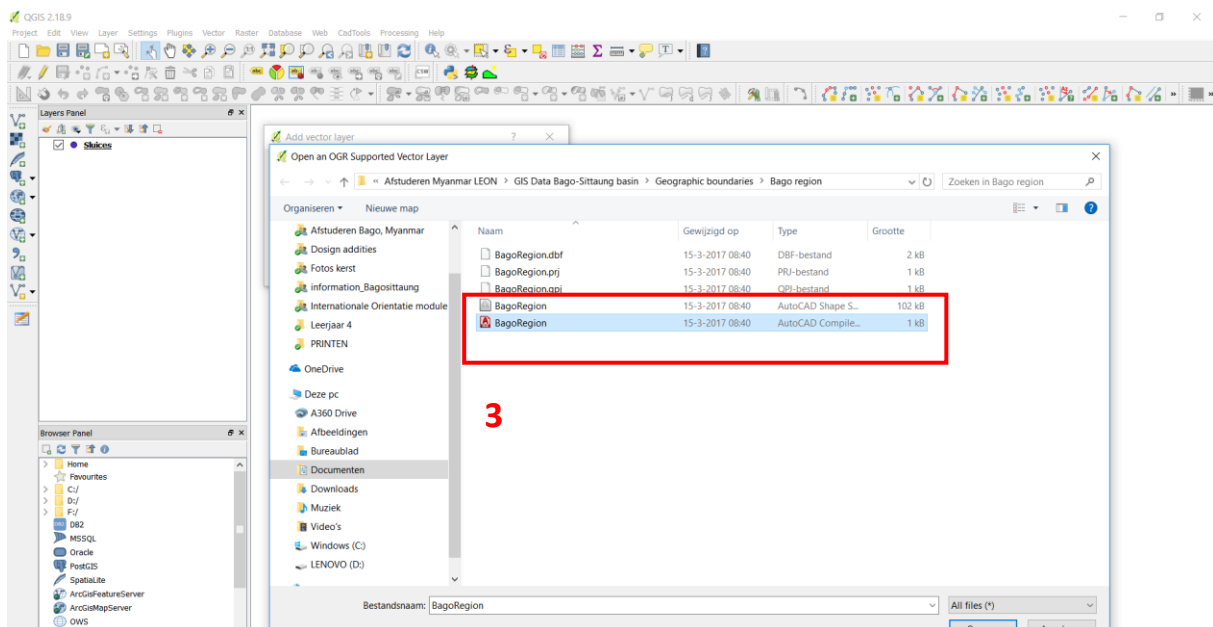 QGIS 2.18.9
Project Edit View Layer Settings Plugins Vector Raster Database Web CadTools Processing Help
Layers Panel
Sluices
Add vector layer
Open an OGR Supported Vector Layer
« Afstuderen Myanmar LEON > GIS Data Bago-Sittaung basin > Geographic boundaries > Bago region
Zoeken in Bago region
Organiseren Nieuwe map
Afstuderen Bago, Myanmar
Dosign addities
Fotos kerst
information_Bagosittaung
Internationale Orientatie module
Leerjaar 4
PRINTEN
OneDrive
Deze pc
A360 Drive
Afbeeldingen
Bureaublad
Documenten
Downloads
Muziek
Video's
Windows (C:)
LENOVO (D:)
Naam Gewijzigd op Type Grootte
BagoRegion.dbf 15-3-2017 08:40 DBF-bestand 2 kB
BagoRegion.prj 15-3-2017 08:40 PRJ-bestand 1 kB
BagoRegion.qpj 15-3-2017 08:40 QPJ-bestand 1 kB
BagoRegion 15-3-2017 08:40 AutoCAD Shape S... 102 kB
BagoRegion 15-3-2017 08:40 AutoCAD Compile... 1 kB
3
Browser Panel
Home
Favourites
C:/
D:/
F:/
DB2
MSSQL
Oracle
PostGIS
SpatiaLite
ArcGisFeatureServer
ArcGisMapServer
OWS
Bestandsnaam: BagoRegion
All files (*)